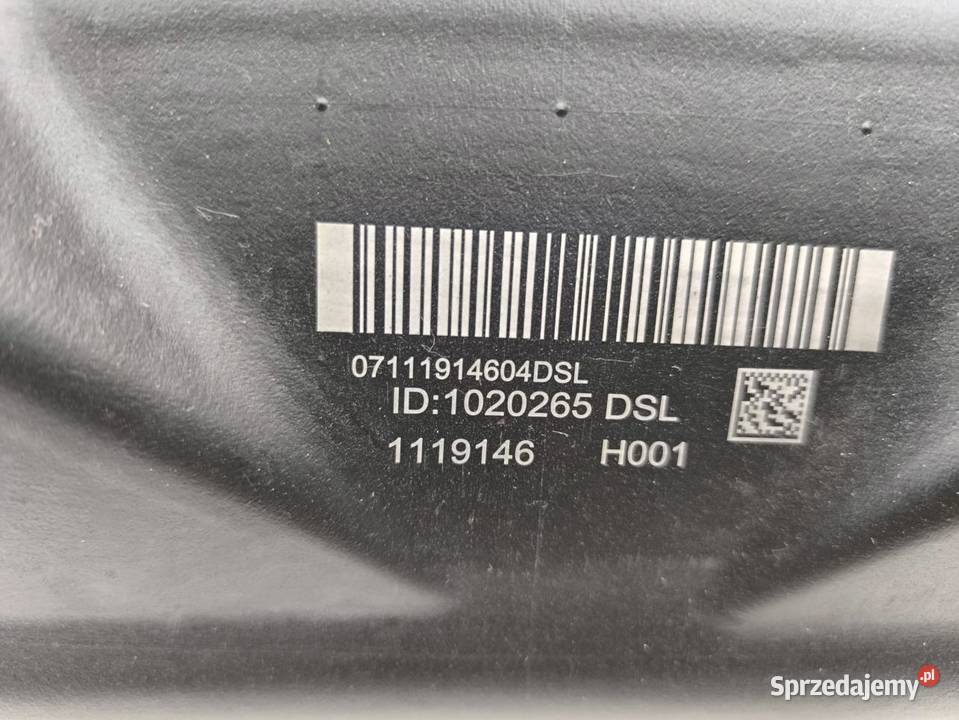 07111914604DSL
ID:1020265 DSL
1119146 H001
Sprzedajemy.pl